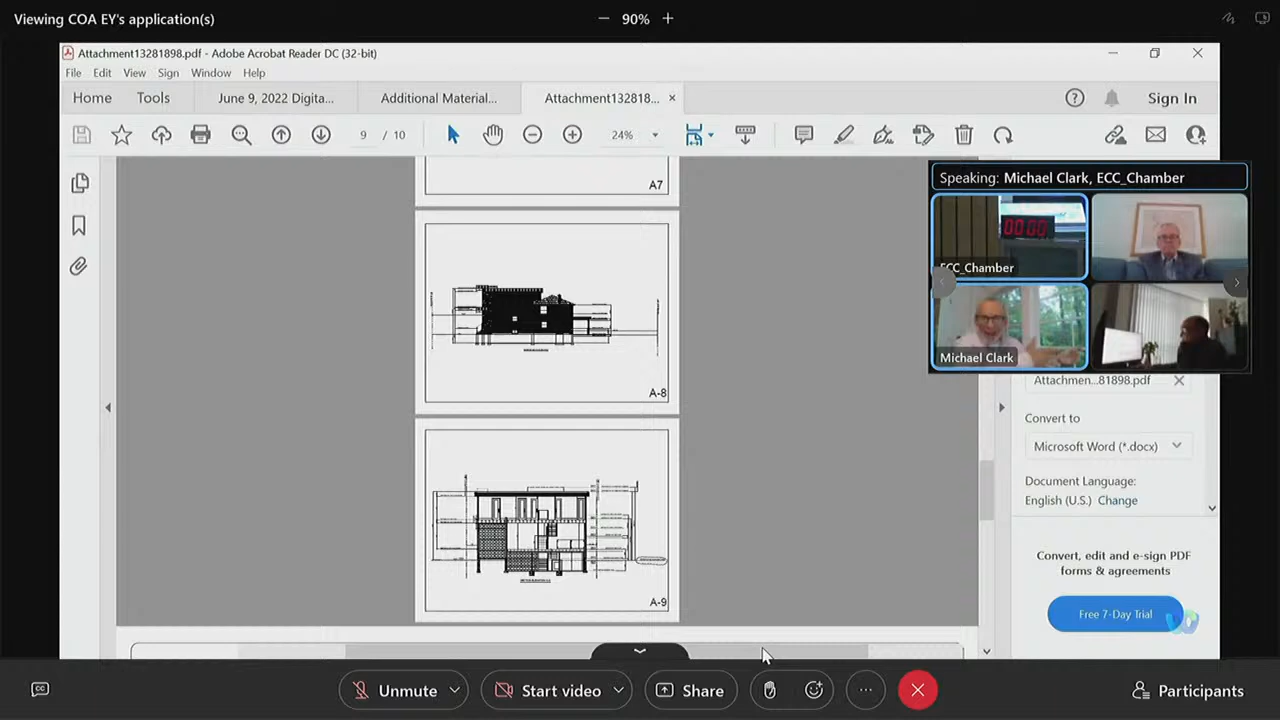 Viewing COA EY's application(s)
90%
Attachment13281898.pdf - Adobe Acrobat Reader DC (32-bit)
File Edit View Sign Window Help
Home Tools June 9, 2022 Digita... Additional Material... Attachment132818... Sign In
9 / 10 24%
A7
Speaking: Michael Clark, ECC_Chamber
00:00
ECC_Chamber
Michael Clark
A-8
A-9
Attachmen...81898.pdf
Convert to
Microsoft Word (*.docx)
Document Language:
English (U.S.) Change
Convert, edit and e-sign PDF
forms & agreements
Free 7-Day Trial
CC Unmute Start video Share Participants